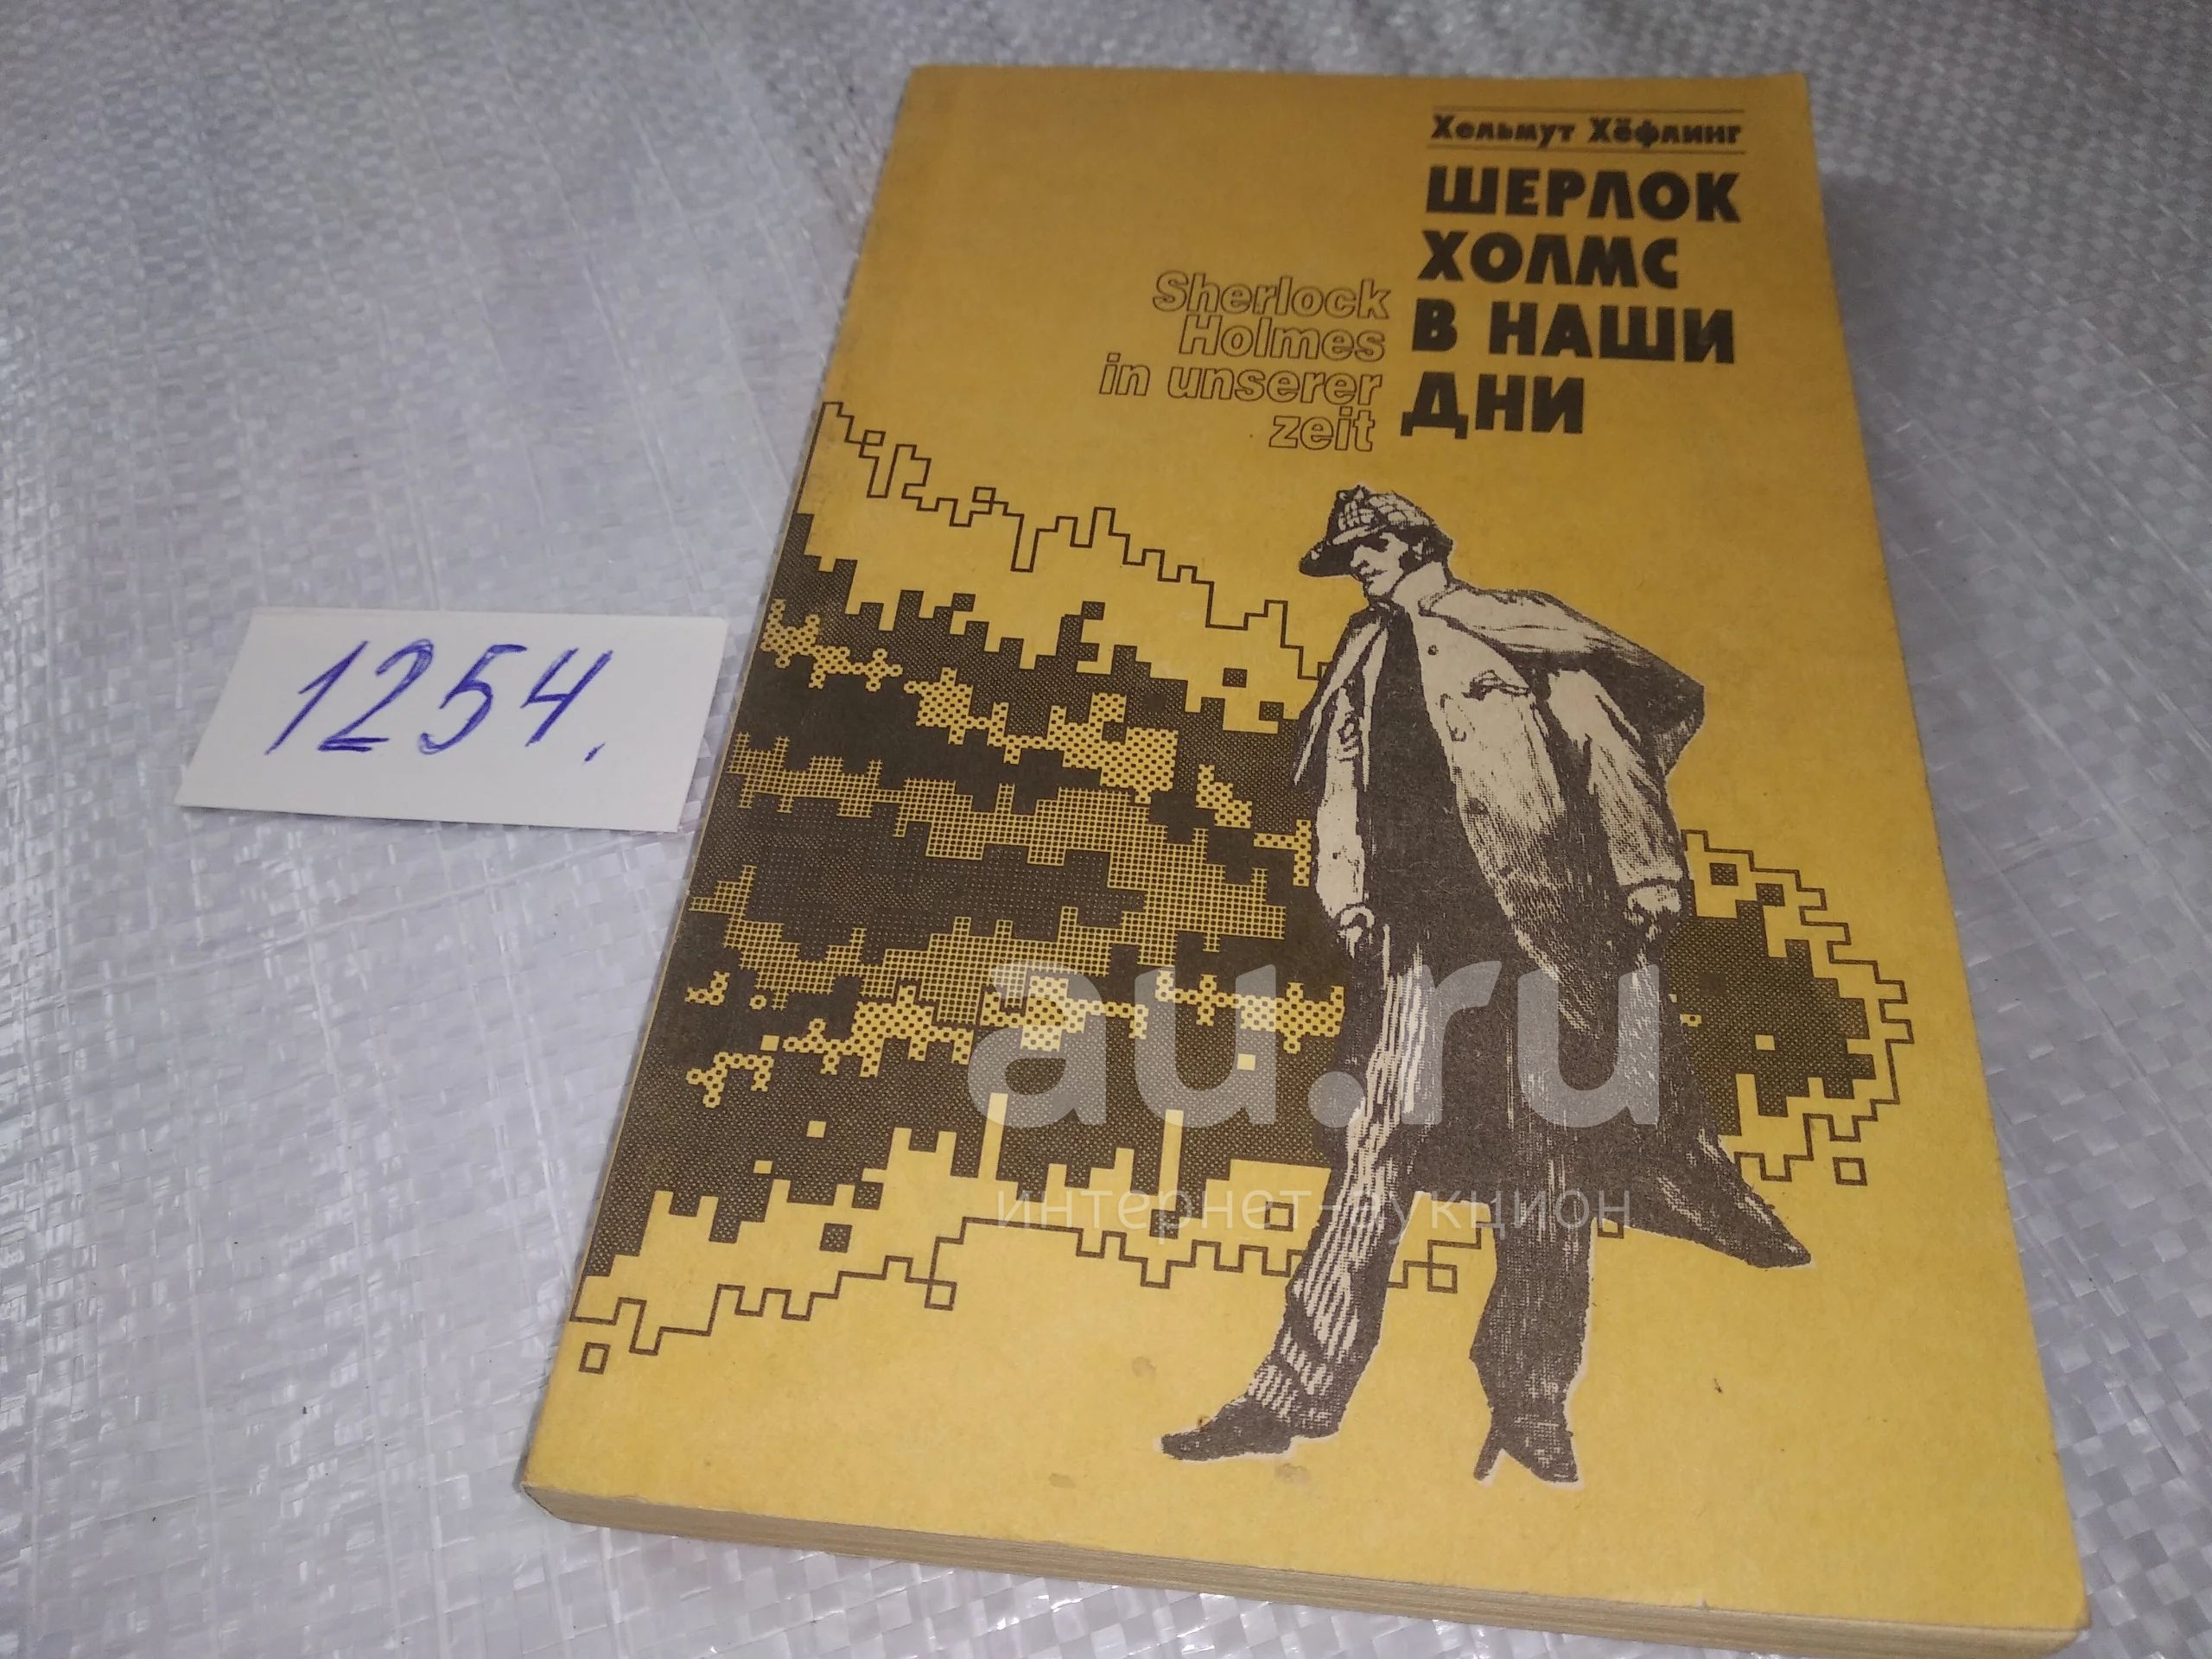 Хельмут Хёфлинг
ШЕРЛОК
ХОЛМС
В НАШИ
ДНИ
Sherlock
Holmes
in unserer
zeit
1254.
au.ru
интернет-аукцион